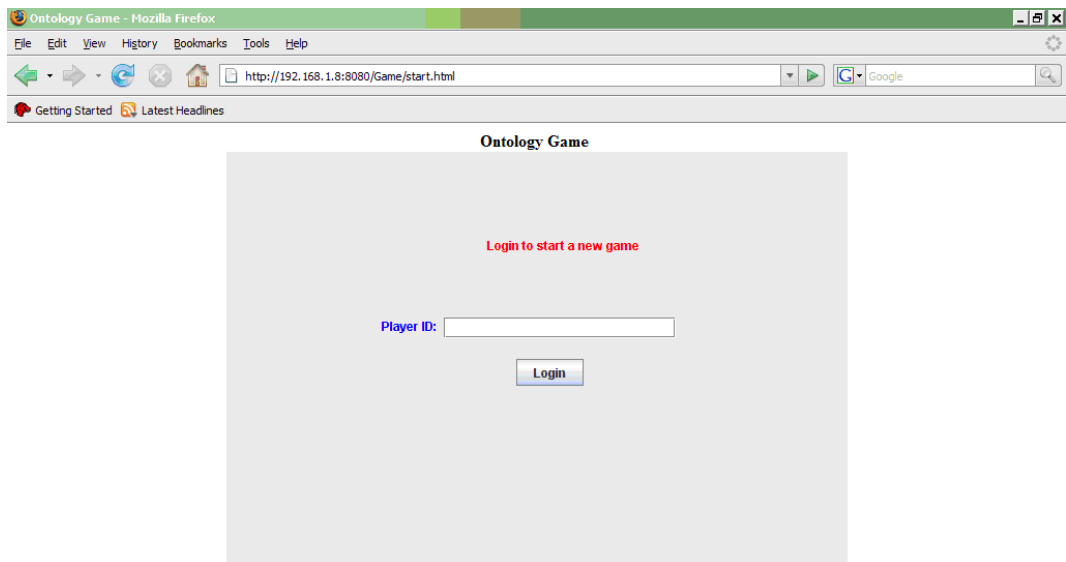 Ontology Game - Mozilla Firefox
File Edit View History Bookmarks Tools Help
http://192.168.1.8:8080/Game/start.html
G Google
Getting Started Latest Headlines
Ontology Game
Login to start a new game
Player ID:
Login